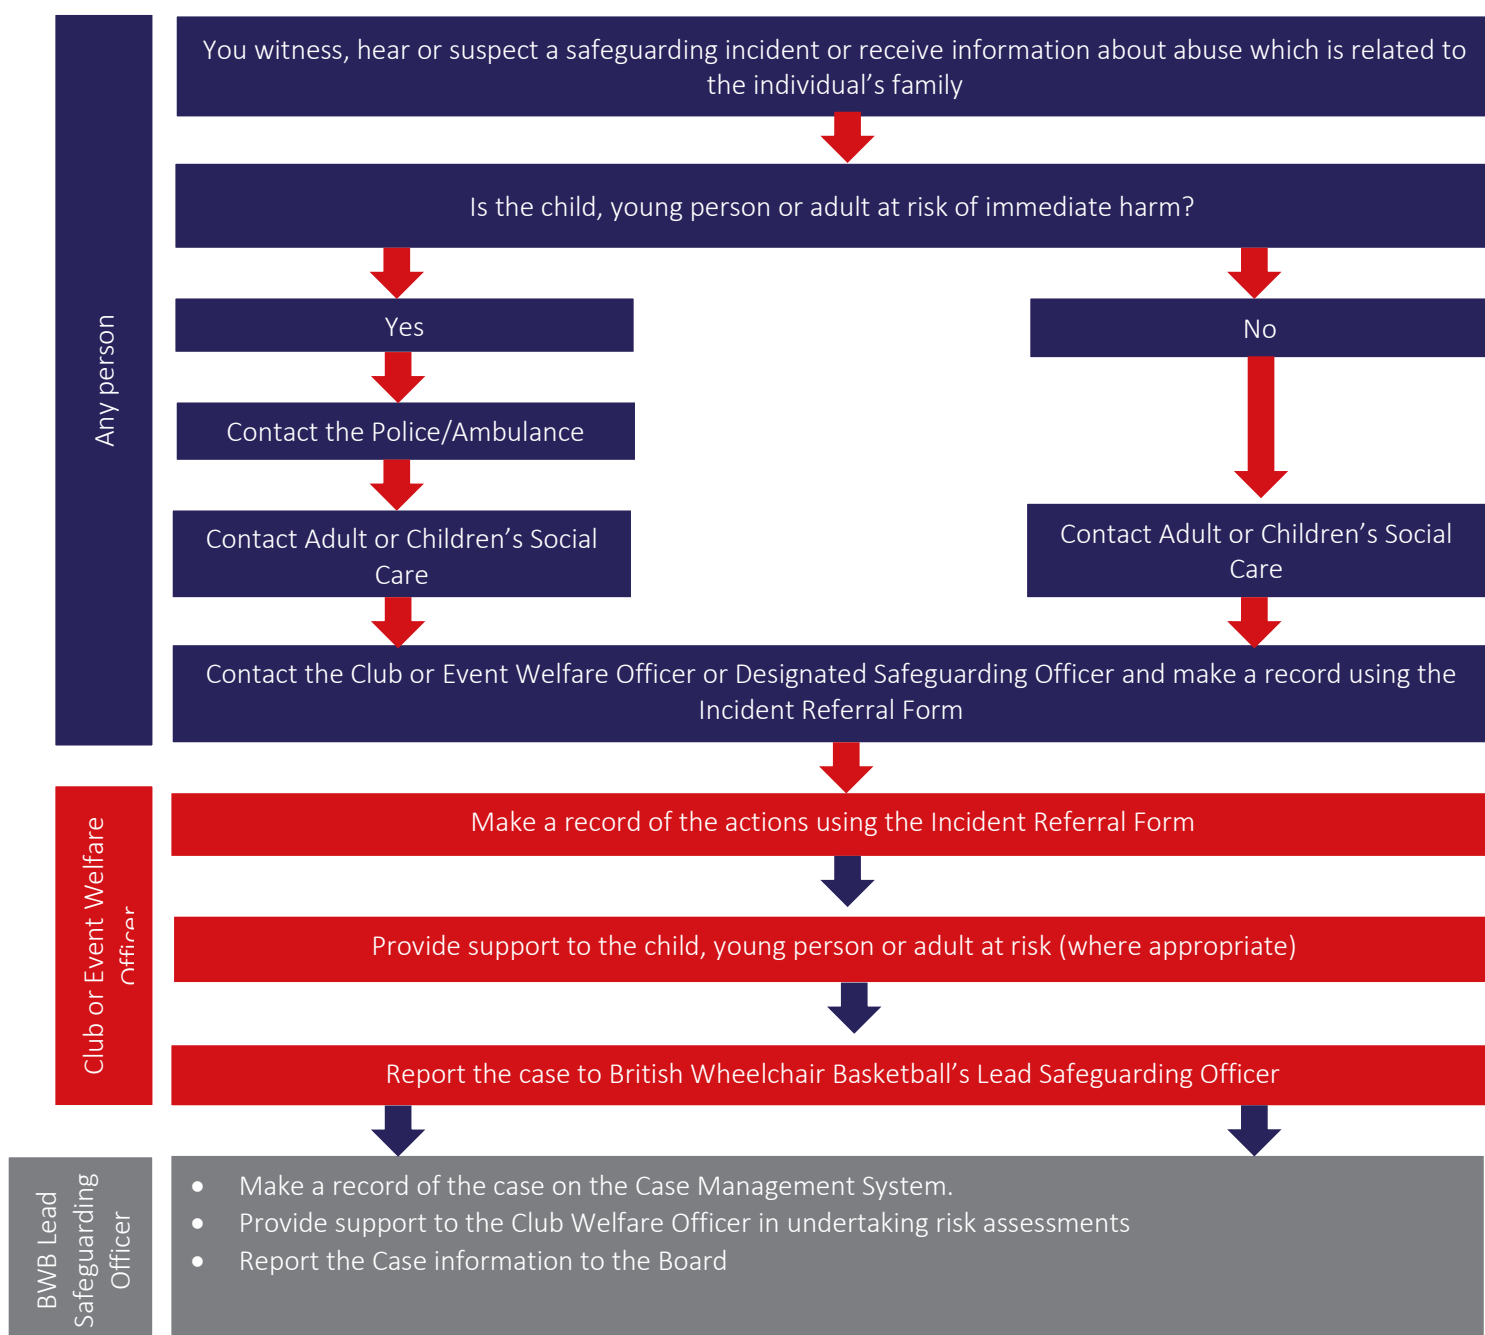 You witness, hear or suspect a safeguarding incident or receive information about abuse which is related to
the individual’s family
Is the child, young person or adult at risk of immediate harm?
Any person
Yes
No
Contact the Police/Ambulance
Contact Adult or Children’s Social
Care
Contact Adult or Children’s Social
Care
Contact the Club or Event Welfare Officer or Designated Safeguarding Officer and make a record using the
Incident Referral Form
Club or Event Welfare
Officer
Make a record of the actions using the Incident Referral Form
Provide support to the child, young person or adult at risk (where appropriate)
Report the case to British Wheelchair Basketball’s Lead Safeguarding Officer
BWB Lead
Safeguarding
Officer
• Make a record of the case on the Case Management System.
• Provide support to the Club Welfare Officer in undertaking risk assessments
• Report the Case information to the Board